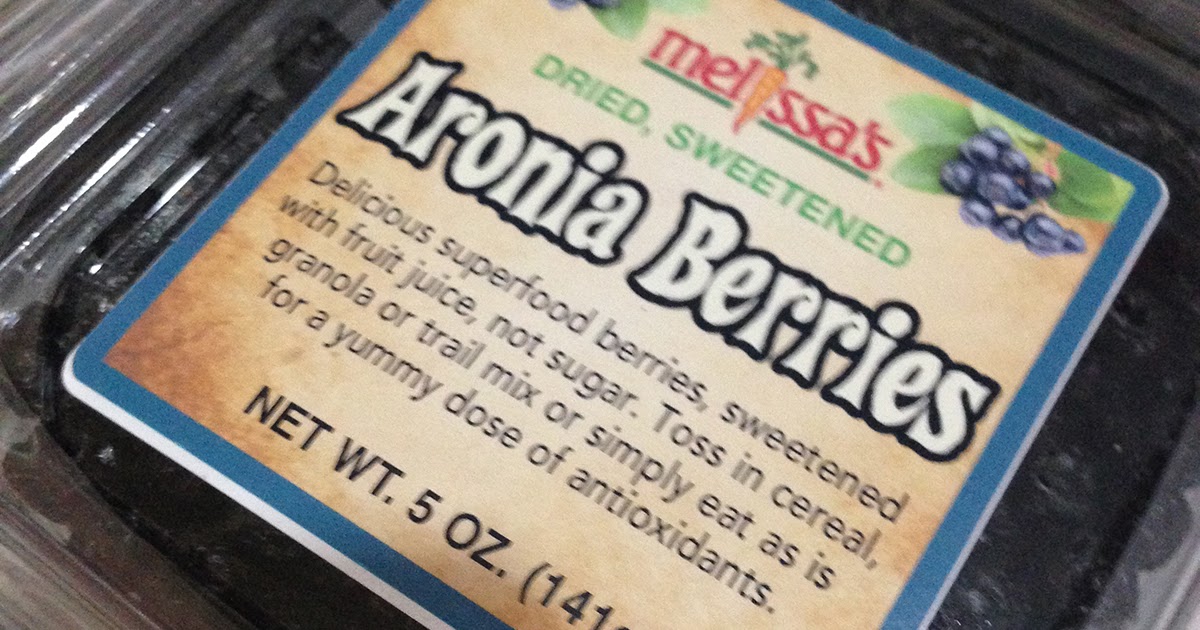 melissa's
DRIED, SWEETENED
Aronia Berries
Delicious superfood berries, sweetened
with fruit juice, not sugar. Toss in cereal,
granola or trail mix or simply eat as is
for a yummy dose of antioxidants.
NET WT. 5 OZ. (141g